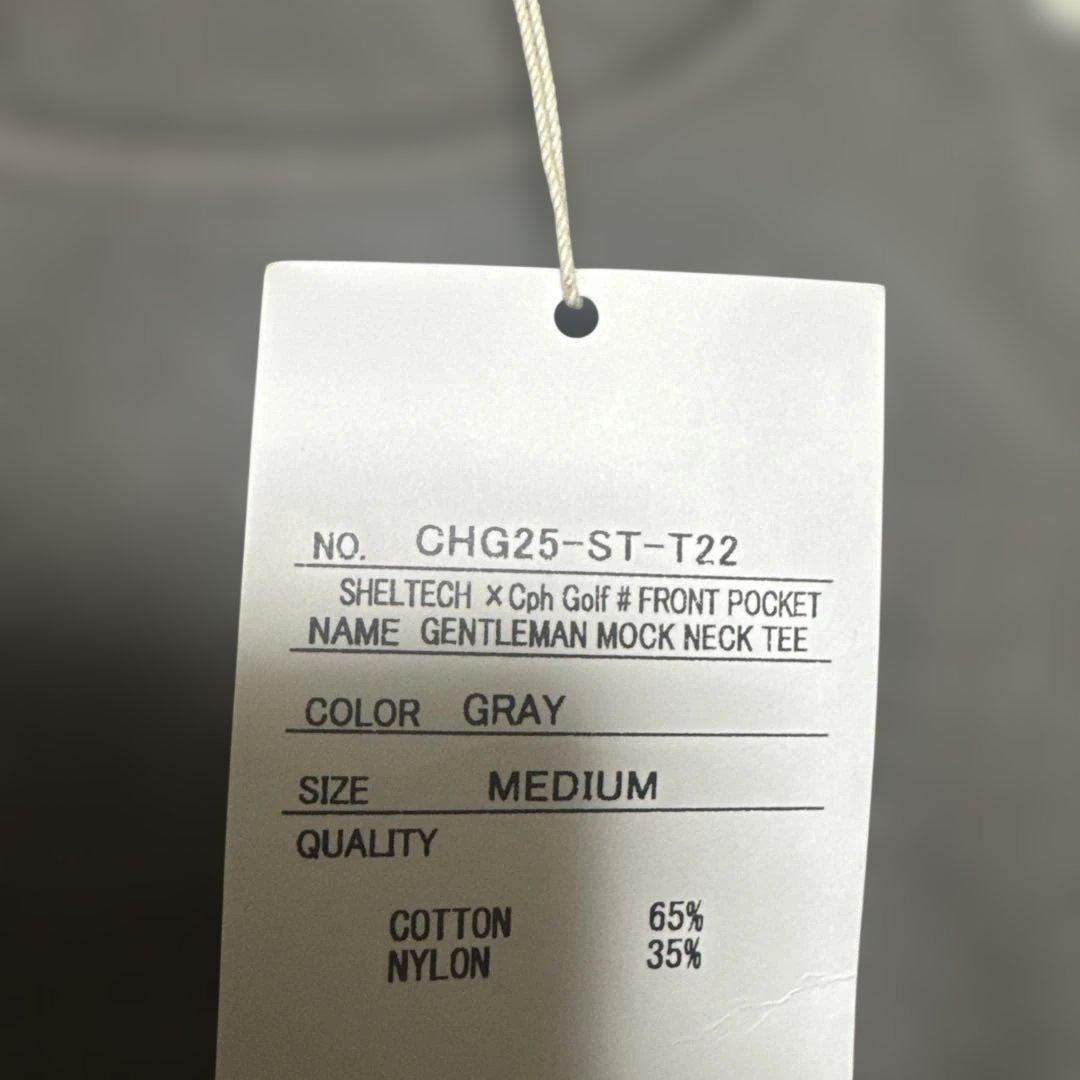 NO. CHG25-ST-T22
SHELTECH ×Cph Golf # FRONT POCKET
NAME GENTLEMAN MOCK NECK TEE
COLOR GRAY
SIZE MEDIUM
QUALITY
COTTON 65%
NYLON 35%